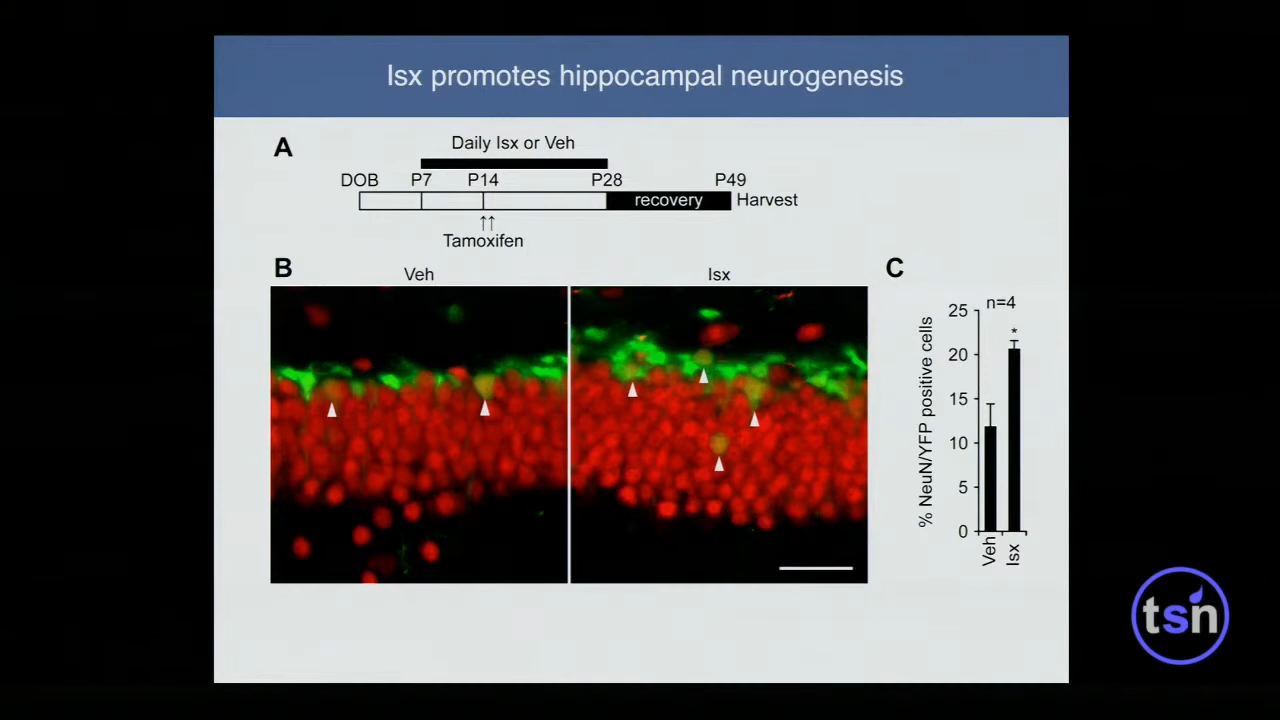 Isx promotes hippocampal neurogenesis
A
Daily Isx or Veh
DOB P7 P14 P28 P49
recovery Harvest
↑↑
Tamoxifen
B
Veh Isx
C
n=4
*
% NeuN/YFP positive cells
25
20
15
10
5
0
Veh
Isx
tsn